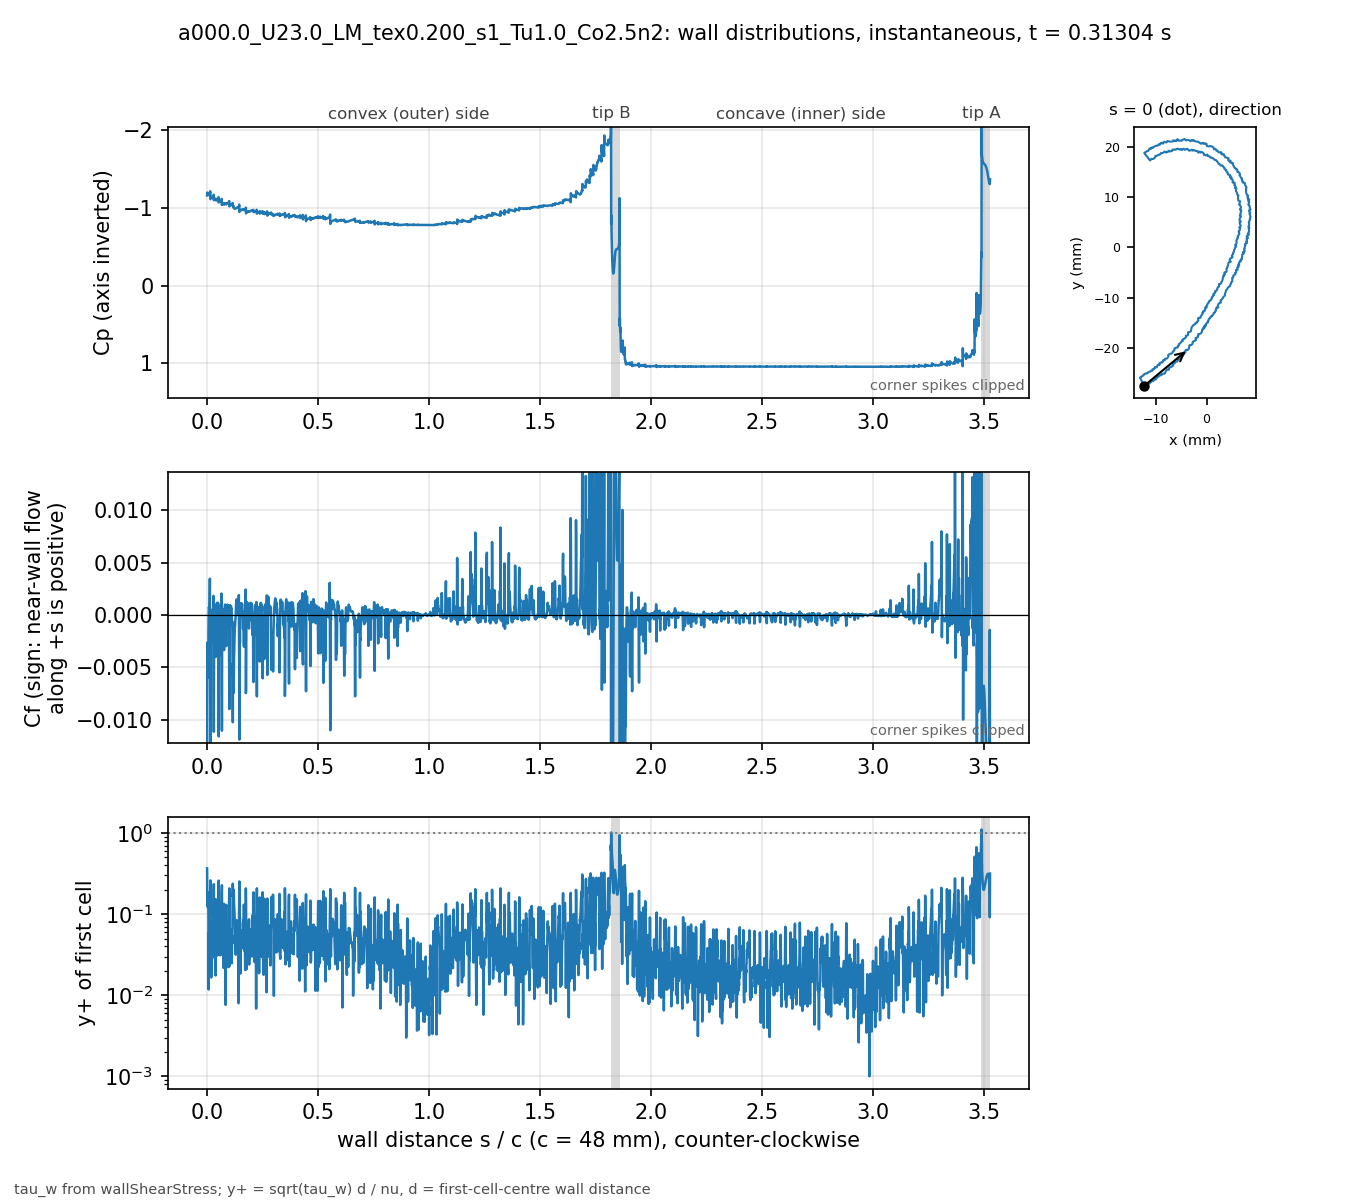 a000.0_U23.0_LM_tex0.200_s1_Tu1.0_Co2.5n2: wall distributions, instantaneous, t = 0.31304 s
convex (outer) side
tip B
concave (inner) side
tip A
s = 0 (dot), direction
Cp (axis inverted)
−2
−1
0
1
corner spikes clipped
0.0 0.5 1.0 1.5 2.0 2.5 3.0 3.5
y (mm)
20
10
0
−10
−20
−10 0
x (mm)
Cf (sign: near-wall flow
along +s is positive)
0.010
0.005
0.000
−0.005
−0.010
corner spikes clipped
0.0 0.5 1.0 1.5 2.0 2.5 3.0 3.5
y+ of first cell
10⁰
10⁻¹
10⁻²
10⁻³
0.0 0.5 1.0 1.5 2.0 2.5 3.0 3.5
wall distance s / c (c = 48 mm), counter-clockwise
tau_w from wallShearStress; y+ = sqrt(tau_w) d / nu, d = first-cell-centre wall distance